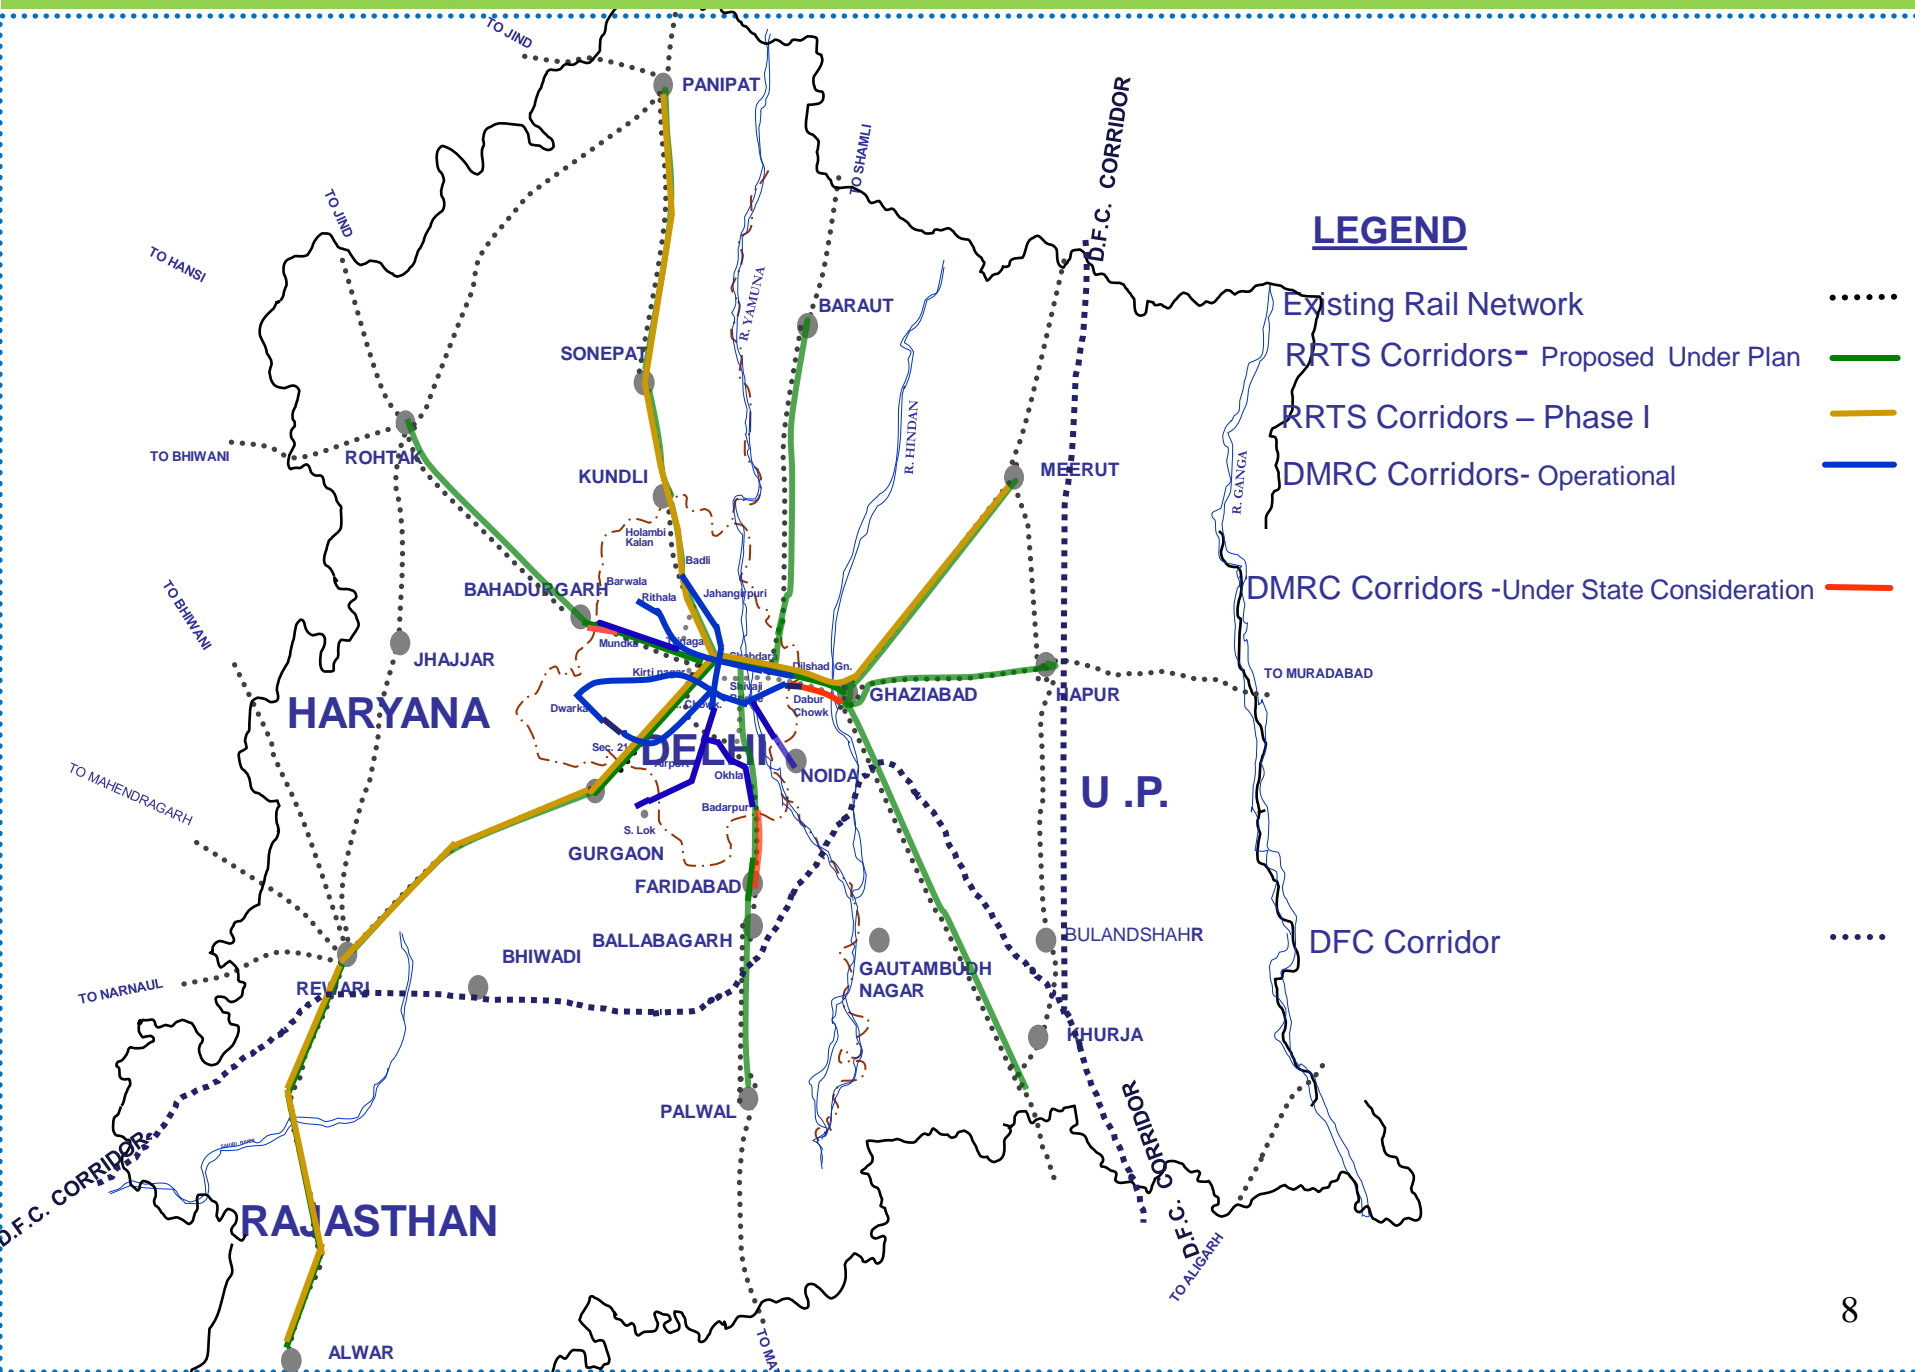 TO JIND
PANIPAT
D.F.C. CORRIDOR
TO SHAMLI
TO JIND
LEGEND
TO HANSI
R. YAMUNA
Existing Rail Network
BARAUT
SONEPAT
RRTS Corridors- Proposed Under Plan
RRTS Corridors – Phase I
R. HINDAN
TO BHIWANI
ROHTAK
KUNDLI
MEERUT
R. GANGA
DMRC Corridors- Operational
Holambi
Kalan
Badli
BAHADURGARH
Barwala
Rithala
Jahangirpuri
DMRC Corridors -Under State Consideration
TO BHIWANI
Mundka
JHAJJAR
Shahdara
Kirti nagar
Dilshad Gn.
TO MURADABAD
Shivaji
GHAZIABAD
HAPUR
HARYANA
Dwarka
Dabur
Chowk
Sec. 21
DELHI
Airport
Okhla
NOIDA
TO MAHENDRAGARH
Badarpur
U .P.
S. Lok
GURGAON
FARIDABAD
BALLABAGARH
BULANDSHAHR
DFC Corridor
BHIWADI
GAUTAMBUDH
NAGAR
TO NARNAUL
REWARI
KHURJA
PALWAL
D.F.C. CORRIDOR
D.F.C. CORRIDOR
RAJASTHAN
TO ALIGARH
8
ALWAR